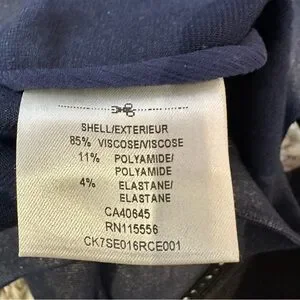 SHELL/EXTERIEUR
85% VISCOSE/VISCOSE
11% POLYAMIDE/
POLYAMIDE
4% ELASTANE/
ELASTANE
CA40645
RN115556
CK7SE016RCE001